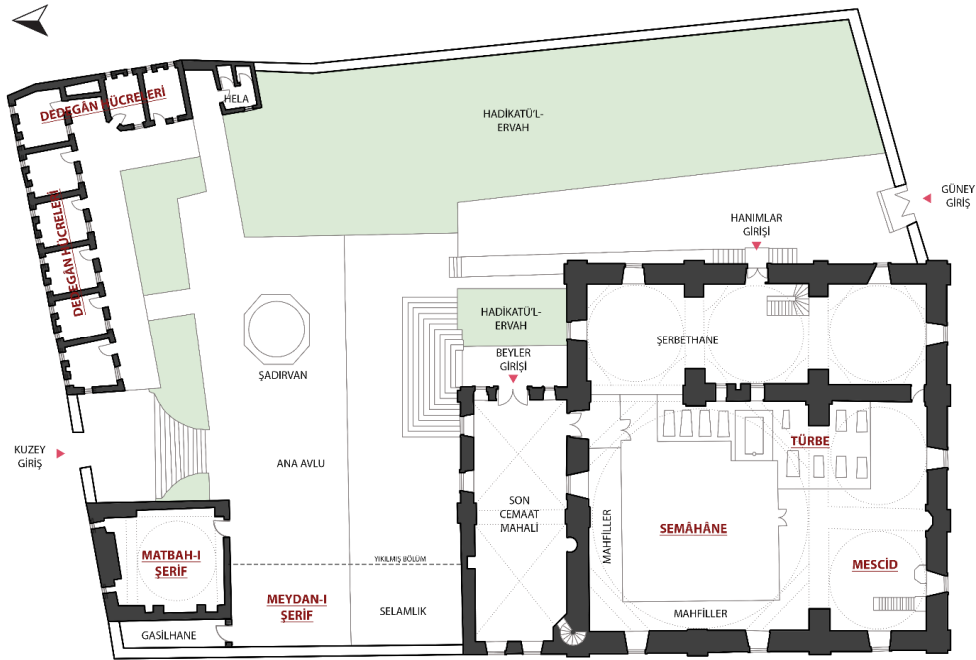 DEDEGÂN HÜCRELERİ
HELA
HADİKATÜ'L-
ERVAH
GÜNEY
GİRİŞ
HANIMLAR
GİRİŞİ
DEDEGÂN HÜCRELERİ
HADİKATÜ'L-
ERVAH
ŞERBETHANE
BEYLER
GİRİŞİ
ŞADIRVAN
KUZEY
GİRİŞ
ANA AVLU
TÜRBE
SON
CEMAAT
MAHALİ
MAHFİLLER
SEMÂHÂNE
MATBAH-I
ŞERİF
YIKILMIŞ BÖLÜM
MESCİD
MEYDAN-I
ŞERİF
SELAMLIK
MAHFİLLER
GASİLHANE